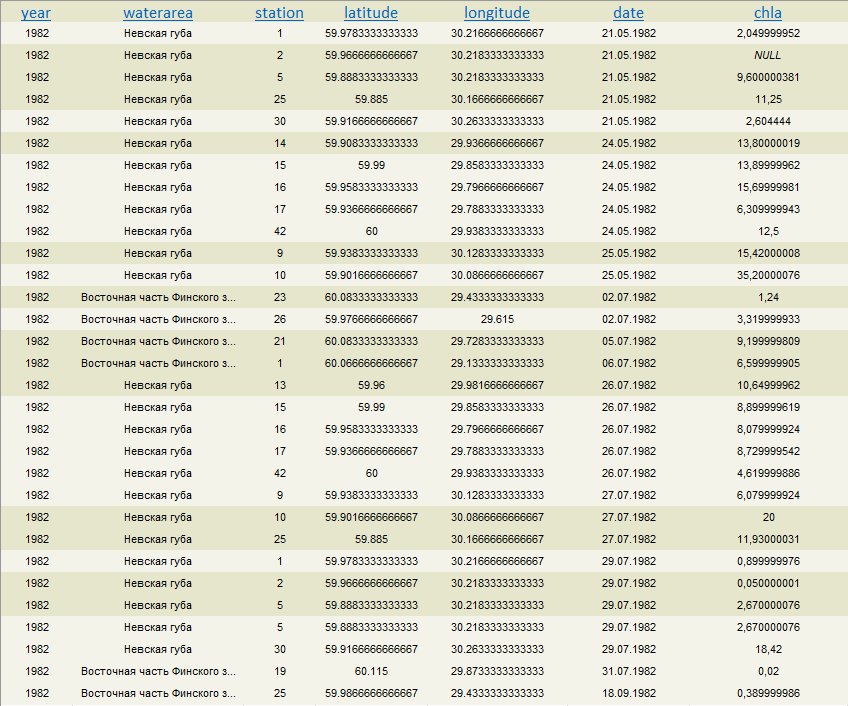 year waterarea station latitude longitude date chla
1982 Невская губа 1 59.9783333333333 30.2166666666667 21.05.1982 2,049999952
1982 Невская губа 2 59.9666666666667 30.2183333333333 21.05.1982 NULL
1982 Невская губа 5 59.8883333333333 30.2183333333333 21.05.1982 9,600000381
1982 Невская губа 25 59.885 30.1666666666667 21.05.1982 11,25
1982 Невская губа 30 59.9166666666667 30.2633333333333 21.05.1982 2,604444
1982 Невская губа 14 59.9083333333333 29.9366666666667 24.05.1982 13,80000019
1982 Невская губа 15 59.99 29.8583333333333 24.05.1982 13,89999962
1982 Невская губа 16 59.9583333333333 29.7966666666667 24.05.1982 15,69999981
1982 Невская губа 17 59.9366666666667 29.7883333333333 24.05.1982 6,309999943
1982 Невская губа 42 60 29.9383333333333 24.05.1982 12,5
1982 Невская губа 9 59.9383333333333 30.1283333333333 25.05.1982 15,42000008
1982 Невская губа 10 59.9016666666667 30.0866666666667 25.05.1982 35,20000076
1982 Восточная часть Финского з... 23 60.0833333333333 29.4333333333333 02.07.1982 1,24
1982 Восточная часть Финского з... 26 59.9766666666667 29.615 02.07.1982 3,319999933
1982 Восточная часть Финского з... 21 60.0833333333333 29.7283333333333 05.07.1982 9,199999809
1982 Восточная часть Финского з... 1 60.0666666666667 29.1333333333333 06.07.1982 6,599999905
1982 Невская губа 13 59.96 29.9816666666667 26.07.1982 10,64999962
1982 Невская губа 15 59.99 29.8583333333333 26.07.1982 8,899999619
1982 Невская губа 16 59.9583333333333 29.7966666666667 26.07.1982 8,079999924
1982 Невская губа 17 59.9366666666667 29.7883333333333 26.07.1982 8,729999542
1982 Невская губа 42 60 29.9383333333333 26.07.1982 4,619999886
1982 Невская губа 9 59.9383333333333 30.1283333333333 27.07.1982 6,079999924
1982 Невская губа 10 59.9016666666667 30.0866666666667 27.07.1982 20
1982 Невская губа 25 59.885 30.1666666666667 27.07.1982 11,93000031
1982 Невская губа 1 59.9783333333333 30.2166666666667 29.07.1982 0,899999976
1982 Невская губа 2 59.9666666666667 30.2183333333333 29.07.1982 0,050000001
1982 Невская губа 5 59.8883333333333 30.2183333333333 29.07.1982 2,670000076
1982 Невская губа 5 59.8883333333333 30.2183333333333 29.07.1982 2,670000076
1982 Невская губа 30 59.9166666666667 30.2633333333333 29.07.1982 18,42
1982 Восточная часть Финского з... 19 60.115 29.8733333333333 31.07.1982 0,02
1982 Восточная часть Финского з... 25 59.9866666666667 29.4333333333333 18.09.1982 0,389999986